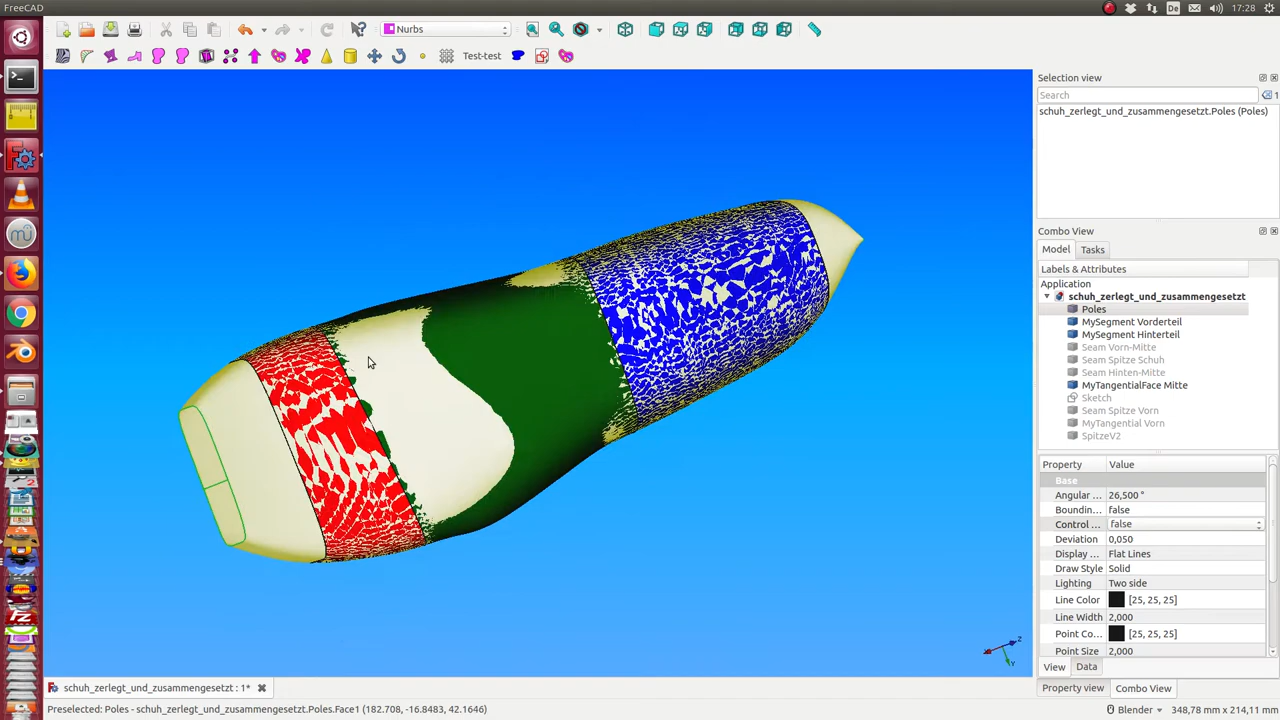 FreeCAD
De
17:28
Nurbs
Test-test
Selection view
Search
1
schuh_zerlegt_und_zusammengesetzt.Poles (Poles)
Combo View
Model Tasks
Labels & Attributes
Application
schuh_zerlegt_und_zusammengesetzt
Poles
MySegment Vorderteil
MySegment Hinterteil
Seam Vorn-Mitte
Seam Spitze Schuh
Seam Hinten-Mitte
MyTangentialFace Mitte
Sketch
Seam Spitze Vorn
MyTangential Vorn
SpitzeV2
Property Value
Base
Angular ... 26,500 °
Boundin... false
Control ... false
Deviation 0,050
Display ... Flat Lines
Draw Style Solid
Lighting Two side
Line Color [25, 25, 25]
Line Width 2,000
Point Co... [25, 25, 25]
Point Size 2,000
View Data
schuh_zerlegt_und_zusammengesetzt : 1*
Property view Combo View
Preselected: Poles - schuh_zerlegt_und_zusammengesetzt.Poles.Face1 (182.708, -16.8483, 42.1646)
Blender 348,78 mm x 214,11 mm